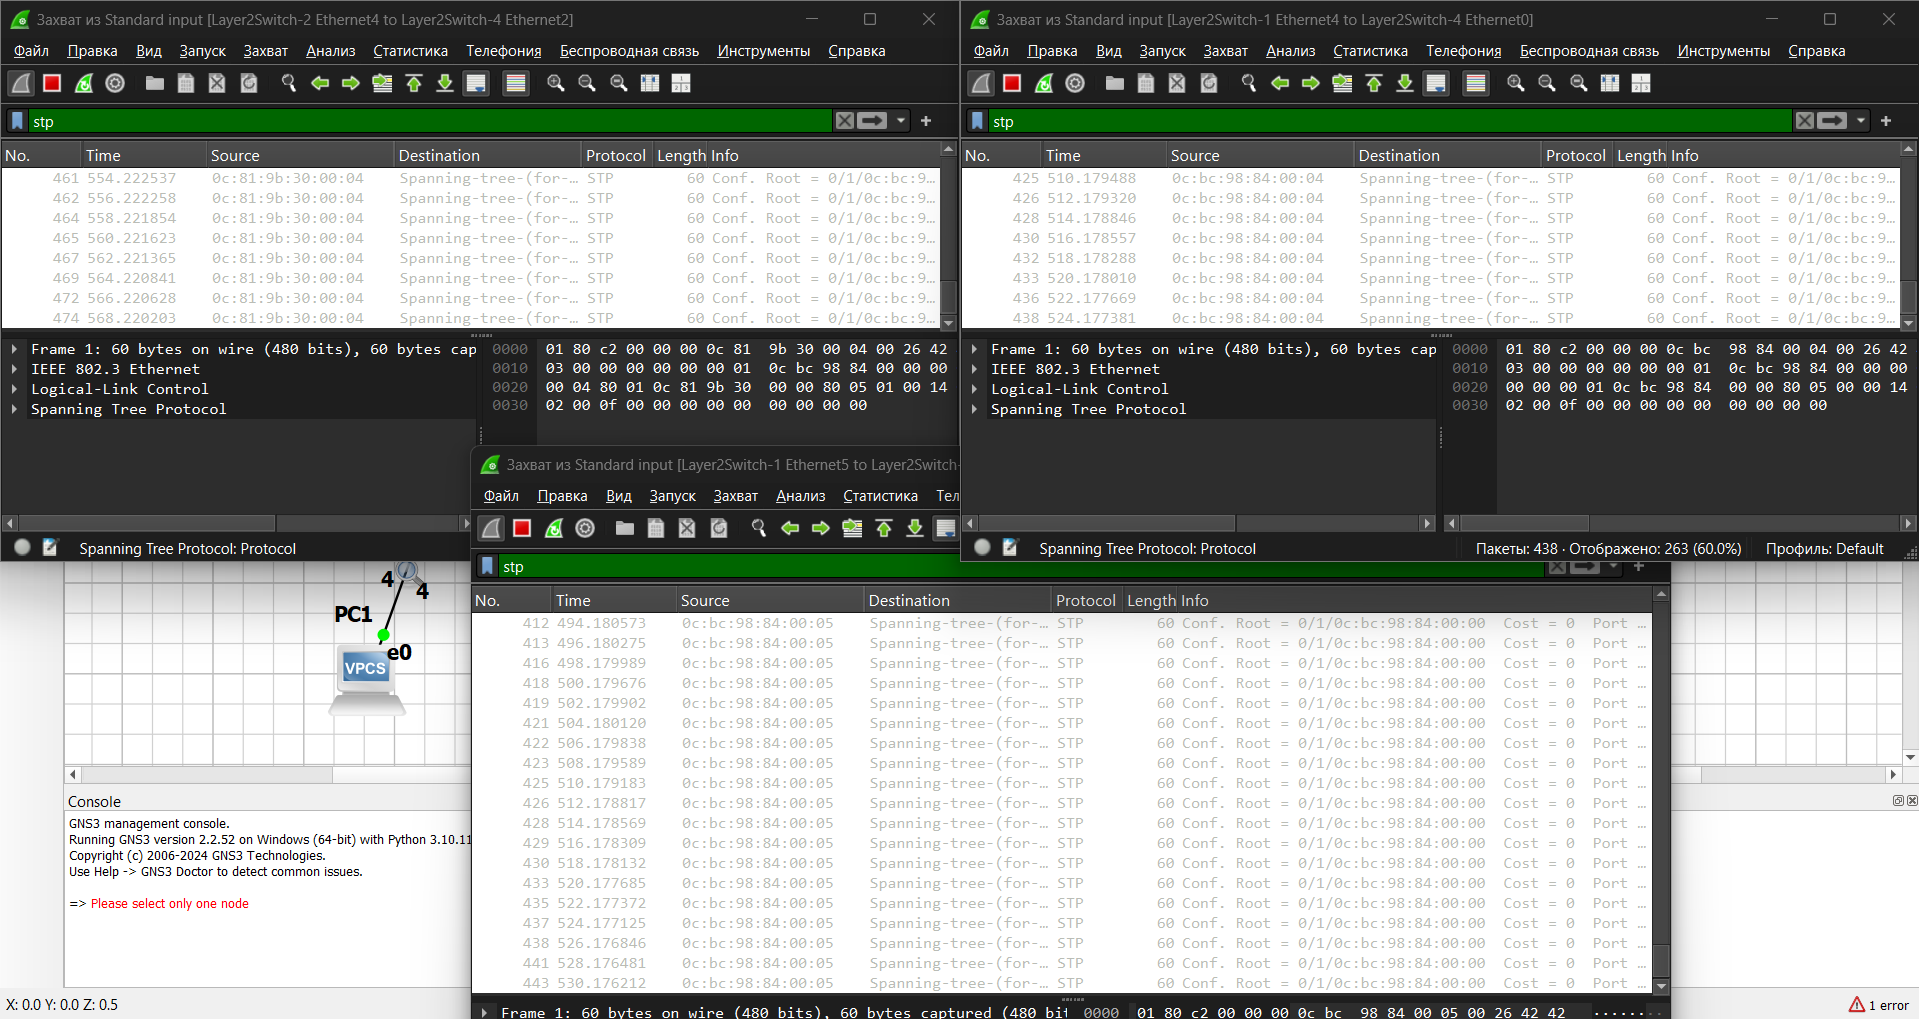 Захват из Standard input [Layer2Switch-2 Ethernet4 to Layer2Switch-4 Ethernet2]
Файл Правка Вид Запуск Захват Анализ Статистика Телефония Беспроводная связь Инструменты Справка
stp
No. Time Source Destination Protocol Length Info
461 554.222537 0c:81:9b:30:00:04 Spanning-tree-(for-… STP 60 Conf. Root = 0/1/0c:bc:9…
462 556.222258 0c:81:9b:30:00:04 Spanning-tree-(for-… STP 60 Conf. Root = 0/1/0c:bc:9…
464 558.221854 0c:81:9b:30:00:04 Spanning-tree-(for-… STP 60 Conf. Root = 0/1/0c:bc:9…
465 560.221623 0c:81:9b:30:00:04 Spanning-tree-(for-… STP 60 Conf. Root = 0/1/0c:bc:9…
467 562.221365 0c:81:9b:30:00:04 Spanning-tree-(for-… STP 60 Conf. Root = 0/1/0c:bc:9…
469 564.220841 0c:81:9b:30:00:04 Spanning-tree-(for-… STP 60 Conf. Root = 0/1/0c:bc:9…
472 566.220628 0c:81:9b:30:00:04 Spanning-tree-(for-… STP 60 Conf. Root = 0/1/0c:bc:9…
474 568.220203 0c:81:9b:30:00:04 Spanning-tree-(for-… STP 60 Conf. Root = 0/1/0c:bc:9…
Frame 1: 60 bytes on wire (480 bits), 60 bytes cap
IEEE 802.3 Ethernet
Logical-Link Control
Spanning Tree Protocol
0000 01 80 c2 00 00 00 0c 81 9b 30 00 04 00 26 42
0010 03 00 00 00 00 00 01 0c bc 98 84 00 00 00
0020 00 04 80 01 0c 81 9b 30 00 00 80 05 01 00 14
0030 02 00 0f 00 00 00 00 00 00 00 00 00
Spanning Tree Protocol: Protocol
Захват из Standard input [Layer2Switch-1 Ethernet4 to Layer2Switch-4 Ethernet0]
Файл Правка Вид Запуск Захват Анализ Статистика Телефония Беспроводная связь Инструменты Справка
stp
No. Time Source Destination Protocol Length Info
425 510.179488 0c:bc:98:84:00:04 Spanning-tree-(for-… STP 60 Conf. Root = 0/1/0c:bc:9…
426 512.179320 0c:bc:98:84:00:04 Spanning-tree-(for-… STP 60 Conf. Root = 0/1/0c:bc:9…
428 514.178846 0c:bc:98:84:00:04 Spanning-tree-(for-… STP 60 Conf. Root = 0/1/0c:bc:9…
430 516.178557 0c:bc:98:84:00:04 Spanning-tree-(for-… STP 60 Conf. Root = 0/1/0c:bc:9…
432 518.178288 0c:bc:98:84:00:04 Spanning-tree-(for-… STP 60 Conf. Root = 0/1/0c:bc:9…
433 520.178010 0c:bc:98:84:00:04 Spanning-tree-(for-… STP 60 Conf. Root = 0/1/0c:bc:9…
436 522.177669 0c:bc:98:84:00:04 Spanning-tree-(for-… STP 60 Conf. Root = 0/1/0c:bc:9…
438 524.177381 0c:bc:98:84:00:04 Spanning-tree-(for-… STP 60 Conf. Root = 0/1/0c:bc:9…
Frame 1: 60 bytes on wire (480 bits), 60 bytes cap
IEEE 802.3 Ethernet
Logical-Link Control
Spanning Tree Protocol
0000 01 80 c2 00 00 00 0c bc 98 84 00 04 00 26 42
0010 03 00 00 00 00 00 01 0c bc 98 84 00 00 00
0020 00 00 00 01 0c bc 98 84 00 00 80 05 00 00 14
0030 02 00 0f 00 00 00 00 00 00 00 00 00
Spanning Tree Protocol: Protocol Пакеты: 438 · Отображено: 263 (60.0%) Профиль: Default
Захват из Standard input [Layer2Switch-1 Ethernet5 to Layer2Switch-
Файл Правка Вид Запуск Захват Анализ Статистика Тел
stp
No. Time Source Destination Protocol Length Info
412 494.180573 0c:bc:98:84:00:05 Spanning-tree-(for-… STP 60 Conf. Root = 0/1/0c:bc:98:84:00:00 Cost = 0 Port …
413 496.180275 0c:bc:98:84:00:05 Spanning-tree-(for-… STP 60 Conf. Root = 0/1/0c:bc:98:84:00:00 Cost = 0 Port …
416 498.179989 0c:bc:98:84:00:05 Spanning-tree-(for-… STP 60 Conf. Root = 0/1/0c:bc:98:84:00:00 Cost = 0 Port …
418 500.179676 0c:bc:98:84:00:05 Spanning-tree-(for-… STP 60 Conf. Root = 0/1/0c:bc:98:84:00:00 Cost = 0 Port …
419 502.179902 0c:bc:98:84:00:05 Spanning-tree-(for-… STP 60 Conf. Root = 0/1/0c:bc:98:84:00:00 Cost = 0 Port …
421 504.180120 0c:bc:98:84:00:05 Spanning-tree-(for-… STP 60 Conf. Root = 0/1/0c:bc:98:84:00:00 Cost = 0 Port …
422 506.179838 0c:bc:98:84:00:05 Spanning-tree-(for-… STP 60 Conf. Root = 0/1/0c:bc:98:84:00:00 Cost = 0 Port …
423 508.179589 0c:bc:98:84:00:05 Spanning-tree-(for-… STP 60 Conf. Root = 0/1/0c:bc:98:84:00:00 Cost = 0 Port …
425 510.179183 0c:bc:98:84:00:05 Spanning-tree-(for-… STP 60 Conf. Root = 0/1/0c:bc:98:84:00:00 Cost = 0 Port …
426 512.178817 0c:bc:98:84:00:05 Spanning-tree-(for-… STP 60 Conf. Root = 0/1/0c:bc:98:84:00:00 Cost = 0 Port …
428 514.178569 0c:bc:98:84:00:05 Spanning-tree-(for-… STP 60 Conf. Root = 0/1/0c:bc:98:84:00:00 Cost = 0 Port …
429 516.178309 0c:bc:98:84:00:05 Spanning-tree-(for-… STP 60 Conf. Root = 0/1/0c:bc:98:84:00:00 Cost = 0 Port …
430 518.178132 0c:bc:98:84:00:05 Spanning-tree-(for-… STP 60 Conf. Root = 0/1/0c:bc:98:84:00:00 Cost = 0 Port …
433 520.177685 0c:bc:98:84:00:05 Spanning-tree-(for-… STP 60 Conf. Root = 0/1/0c:bc:98:84:00:00 Cost = 0 Port …
435 522.177372 0c:bc:98:84:00:05 Spanning-tree-(for-… STP 60 Conf. Root = 0/1/0c:bc:98:84:00:00 Cost = 0 Port …
437 524.177125 0c:bc:98:84:00:05 Spanning-tree-(for-… STP 60 Conf. Root = 0/1/0c:bc:98:84:00:00 Cost = 0 Port …
438 526.176846 0c:bc:98:84:00:05 Spanning-tree-(for-… STP 60 Conf. Root = 0/1/0c:bc:98:84:00:00 Cost = 0 Port …
441 528.176481 0c:bc:98:84:00:05 Spanning-tree-(for-… STP 60 Conf. Root = 0/1/0c:bc:98:84:00:00 Cost = 0 Port …
443 530.176212 0c:bc:98:84:00:05 Spanning-tree-(for-… STP 60 Conf. Root = 0/1/0c:bc:98:84:00:00 Cost = 0 Port …
Frame 1: 60 bytes on wire (480 bits), 60 bytes captured (480 bi
0000 01 80 c2 00 00 00 0c bc 98 84 00 05 00 26 42 42 ········
4
4
PC1
e0
VPCS
Console
GNS3 management console.
Running GNS3 version 2.2.52 on Windows (64-bit) with Python 3.10.11
Copyright (c) 2006-2024 GNS3 Technologies.
Use Help -> GNS3 Doctor to detect common issues.
=> Please select only one node
X: 0.0 Y: 0.0 Z: 0.5
1 error